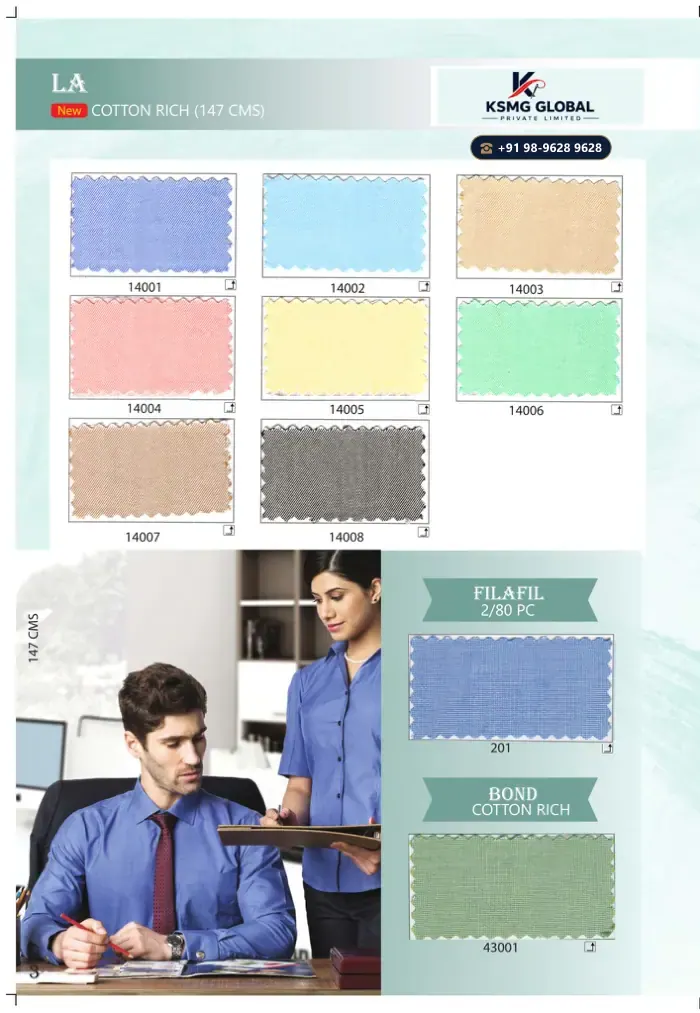 LA
New COTTON RICH (147 CMS)
KSMG GLOBAL
PRIVATE LIMITED
+91 98-9628 9628
14001
14002
14003
14004
14005
14006
14007
14008
147 CMS
FILAFIL
2/80 PC
201
BOND
COTTON RICH
43001
3